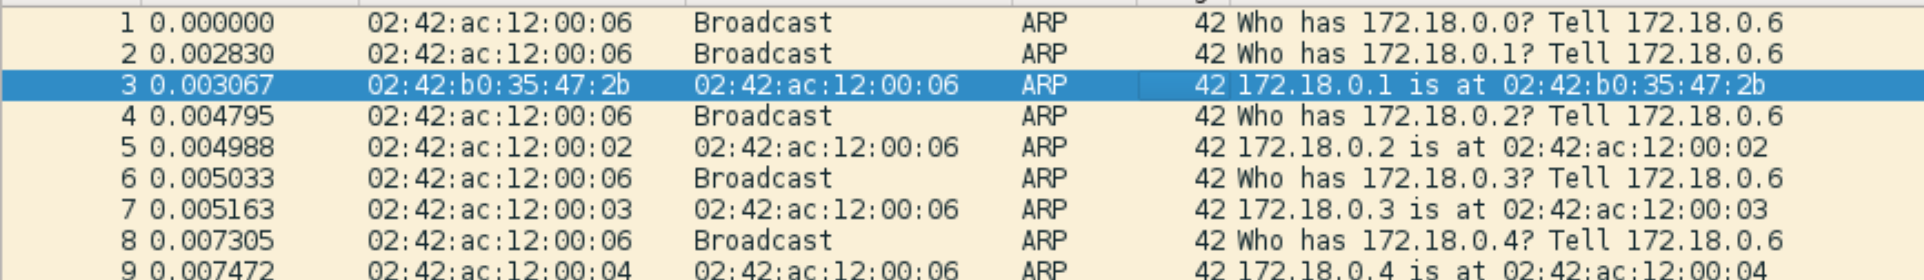 1 0.000000 02:42:ac:12:00:06 Broadcast ARP 42 Who has 172.18.0.0? Tell 172.18.0.6
2 0.002830 02:42:ac:12:00:06 Broadcast ARP 42 Who has 172.18.0.1? Tell 172.18.0.6
3 0.003067 02:42:b0:35:47:2b 02:42:ac:12:00:06 ARP 42 172.18.0.1 is at 02:42:b0:35:47:2b
4 0.004795 02:42:ac:12:00:06 Broadcast ARP 42 Who has 172.18.0.2? Tell 172.18.0.6
5 0.004988 02:42:ac:12:00:02 02:42:ac:12:00:06 ARP 42 172.18.0.2 is at 02:42:ac:12:00:02
6 0.005033 02:42:ac:12:00:06 Broadcast ARP 42 Who has 172.18.0.3? Tell 172.18.0.6
7 0.005163 02:42:ac:12:00:03 02:42:ac:12:00:06 ARP 42 172.18.0.3 is at 02:42:ac:12:00:03
8 0.007305 02:42:ac:12:00:06 Broadcast ARP 42 Who has 172.18.0.4? Tell 172.18.0.6
9 0.007472 02:42:ac:12:00:04 02:42:ac:12:00:06 ARP 42 172.18.0.4 is at 02:42:ac:12:00:04